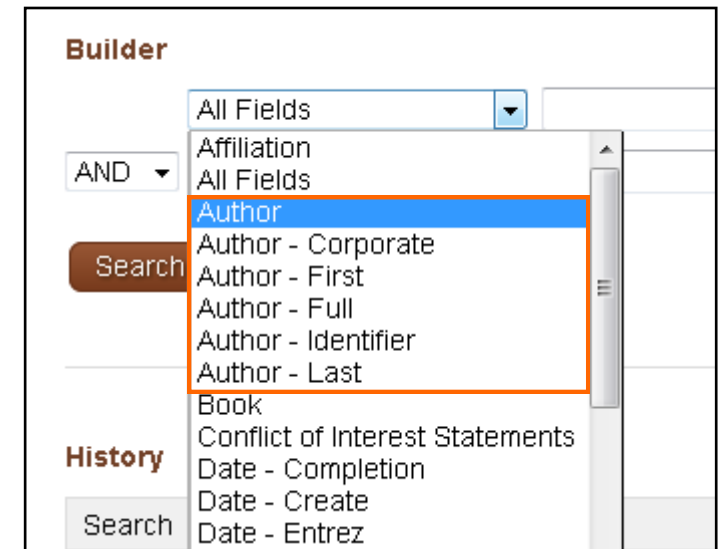 Builder
All Fields
Affiliation
AND
All Fields
Author
Author - Corporate
Search
Author - First
Author - Full
Author - Identifier
Author - Last
Book
Conflict of Interest Statements
History
Date - Completion
Date - Create
Search
Date - Entrez